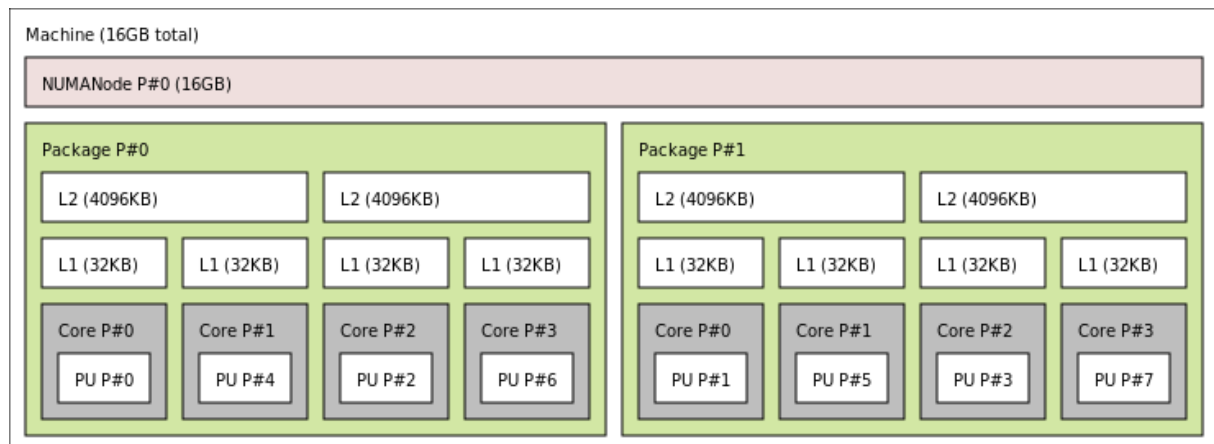 Machine (16GB total)
NUMANode P#0 (16GB)
Package P#0
L2 (4096KB)
L2 (4096KB)
L1 (32KB)
L1 (32KB)
L1 (32KB)
L1 (32KB)
Core P#0
Core P#1
Core P#2
Core P#3
PU P#0
PU P#4
PU P#2
PU P#6
Package P#1
L2 (4096KB)
L2 (4096KB)
L1 (32KB)
L1 (32KB)
L1 (32KB)
L1 (32KB)
Core P#0
Core P#1
Core P#2
Core P#3
PU P#1
PU P#5
PU P#3
PU P#7